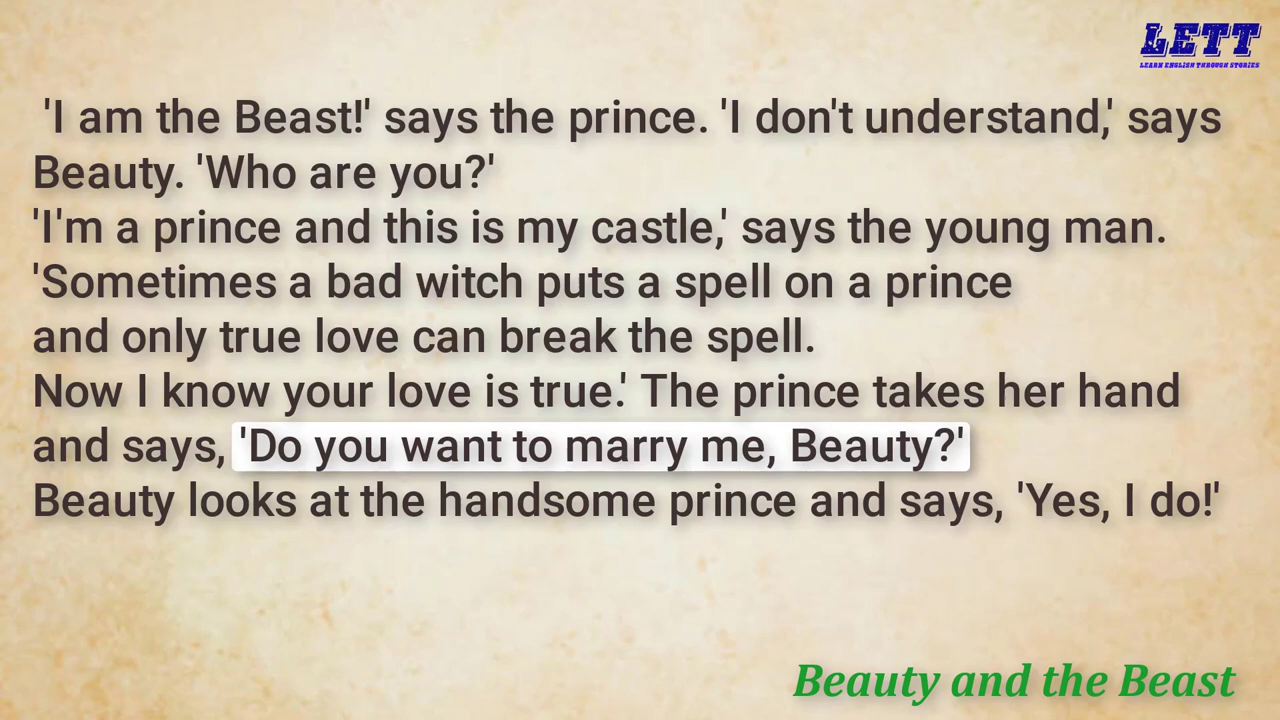 LETT
LEARN ENGLISH THROUGH STORIES
'I am the Beast!' says the prince. 'I don't understand,' says
Beauty. 'Who are you?'
'I'm a prince and this is my castle,' says the young man.
'Sometimes a bad witch puts a spell on a prince
and only true love can break the spell.
Now I know your love is true.' The prince takes her hand
and says, 'Do you want to marry me, Beauty?'
Beauty looks at the handsome prince and says, 'Yes, I do!'
Beauty and the Beast